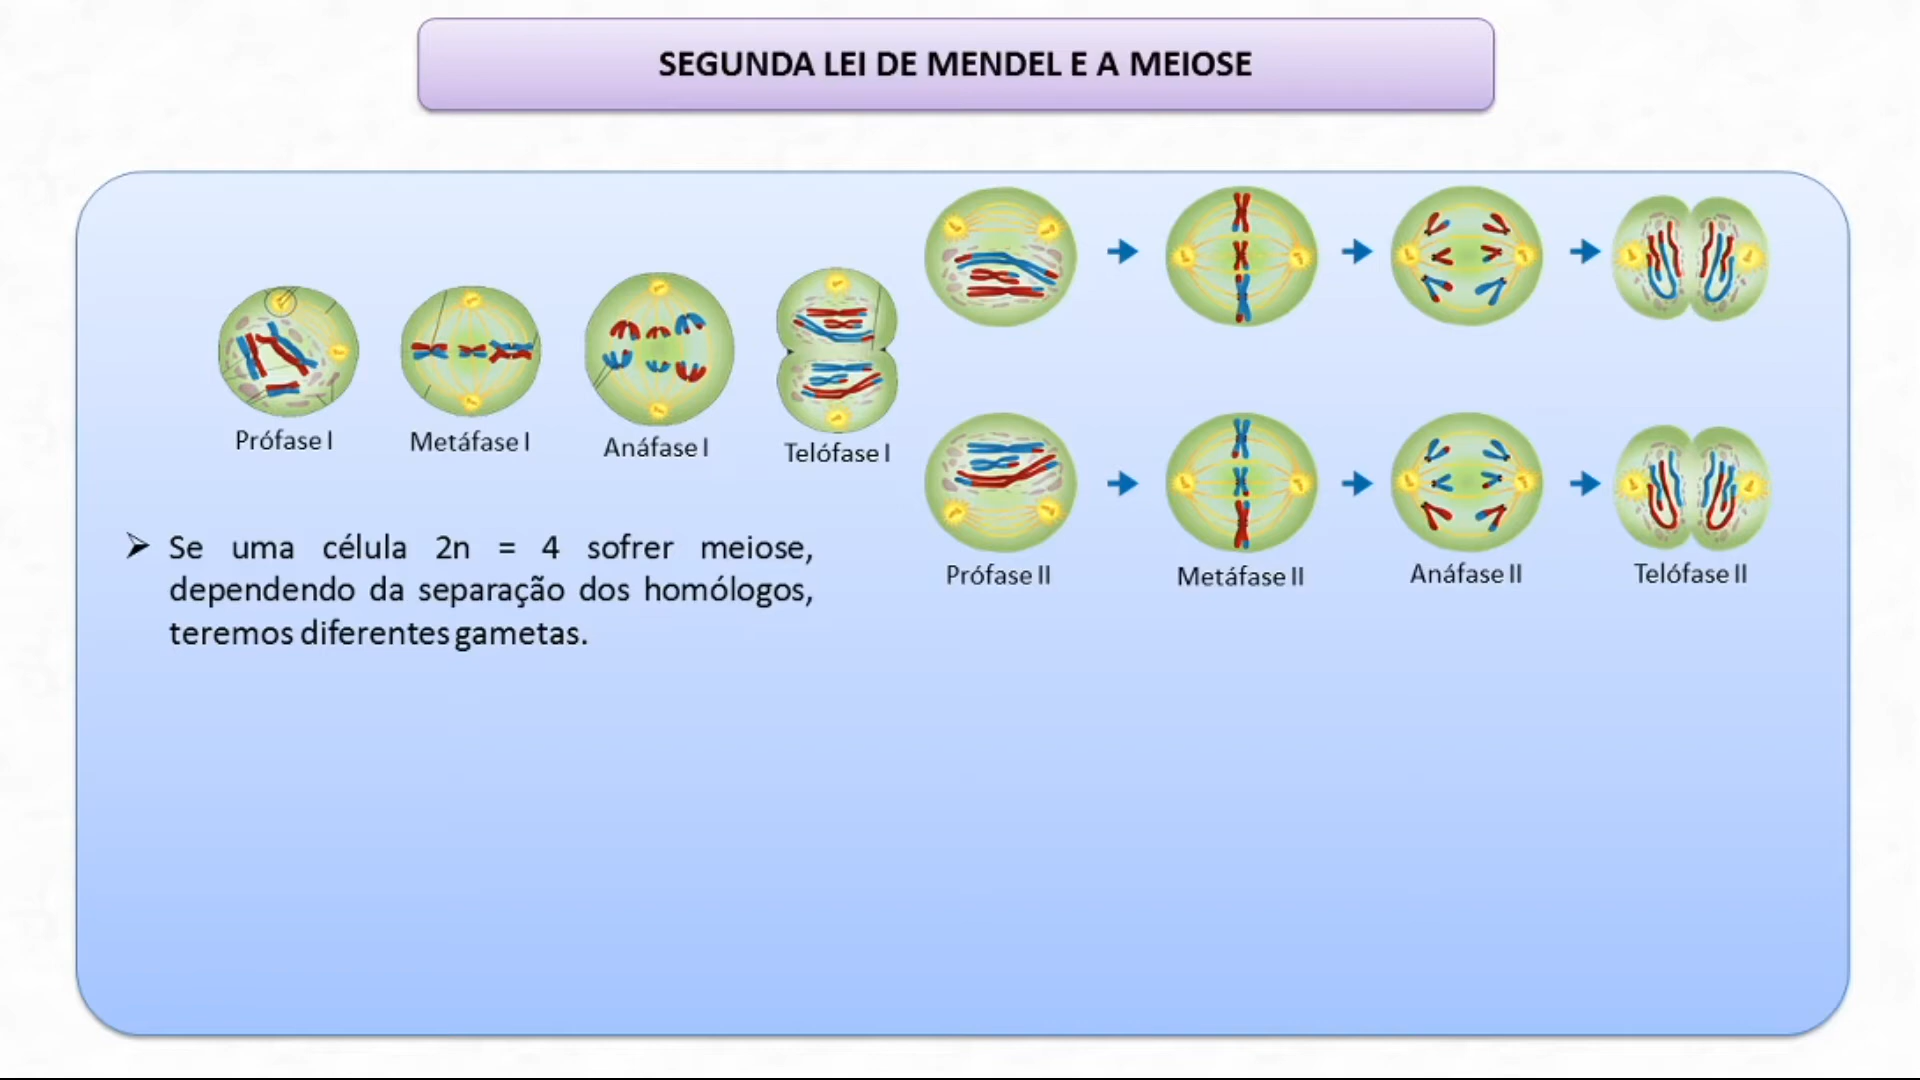 SEGUNDA LEI DE MENDEL E A MEIOSE
Prófase I
Metáfase I
Anáfase I
Telófase I
Prófase II
Metáfase II
Anáfase II
Telófase II
➤ Se uma célula 2n = 4 sofrer meiose,
dependendo da separação dos homólogos,
teremos diferentes gametas.